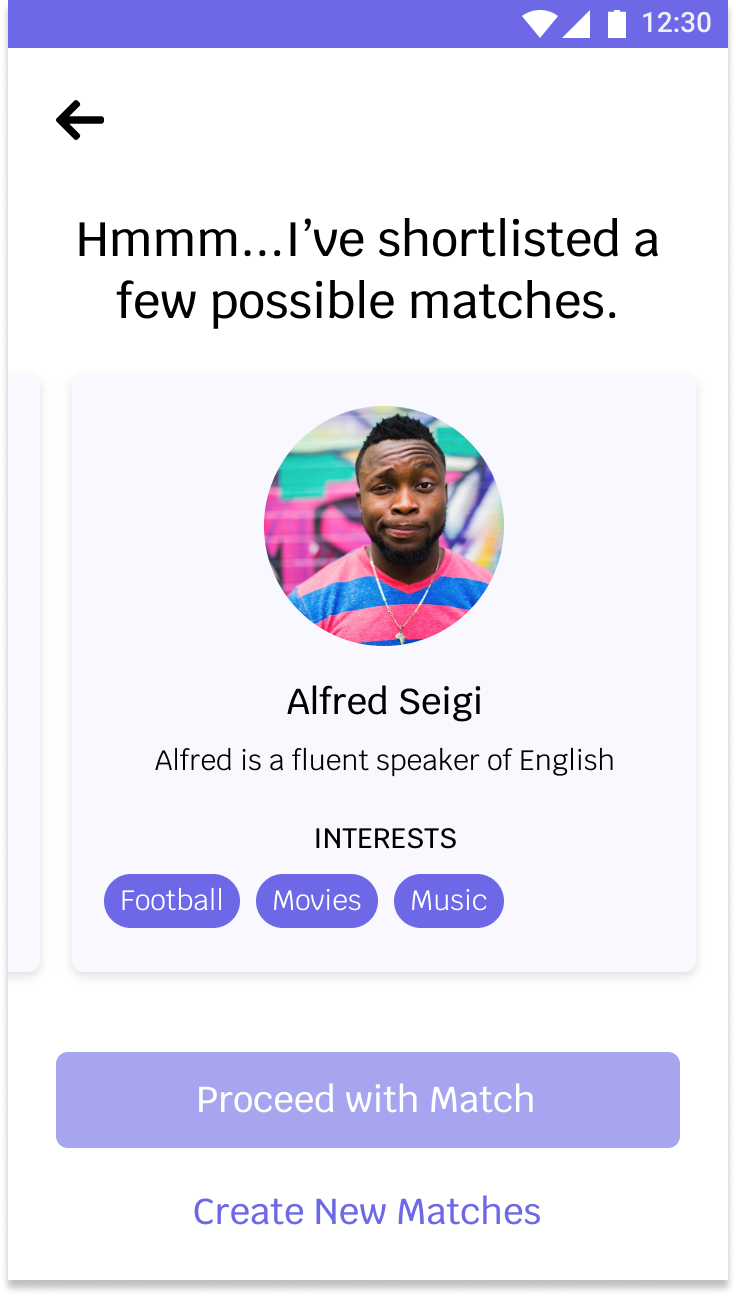 12:30
Hmmm...I’ve shortlisted a
few possible matches.
Alfred Seigi
Alfred is a fluent speaker of English
INTERESTS
Football Movies Music
Proceed with Match
Create New Matches